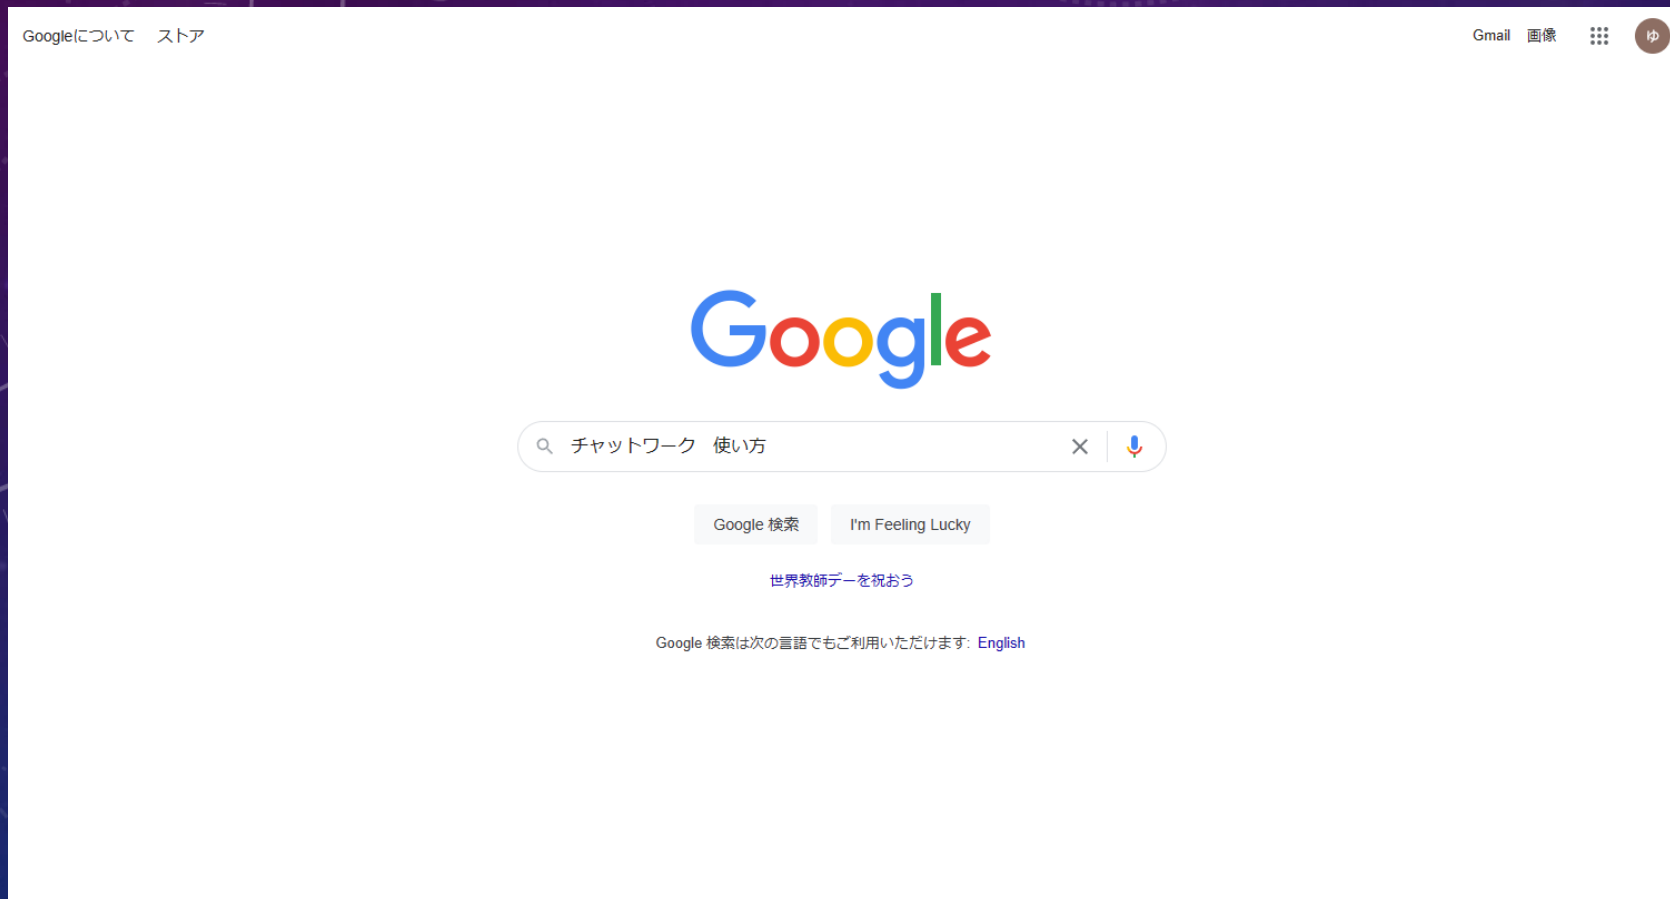 Googleについて ストア
Gmail 画像 ゆ
Google
チャットワーク　使い方
Google 検索 I'm Feeling Lucky
世界教師デーを祝おう
Google 検索は次の言語でもご利用いただけます: English